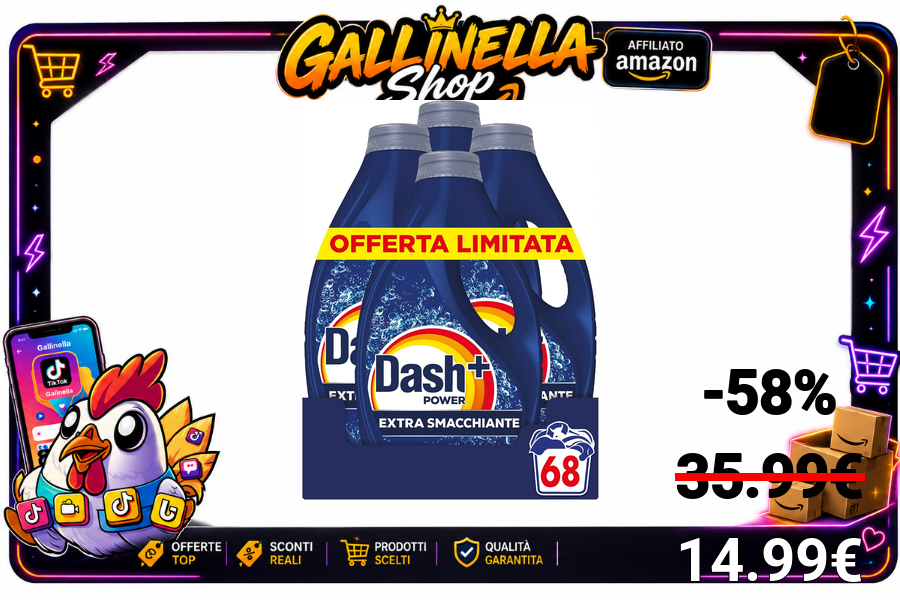 GALLINELLA
Shop
AFFILIATO
amazon
Gallinella
TikTok
Gallinella
OFFERTA LIMITATA
Dash+
POWER
EXTRA SMACCHIANTE
68
-58%
35.99€
14.99€
OFFERTE
TOP
SCONTI
REALI
PRODOTTI
SCELTI
QUALITÀ
GARANTITA